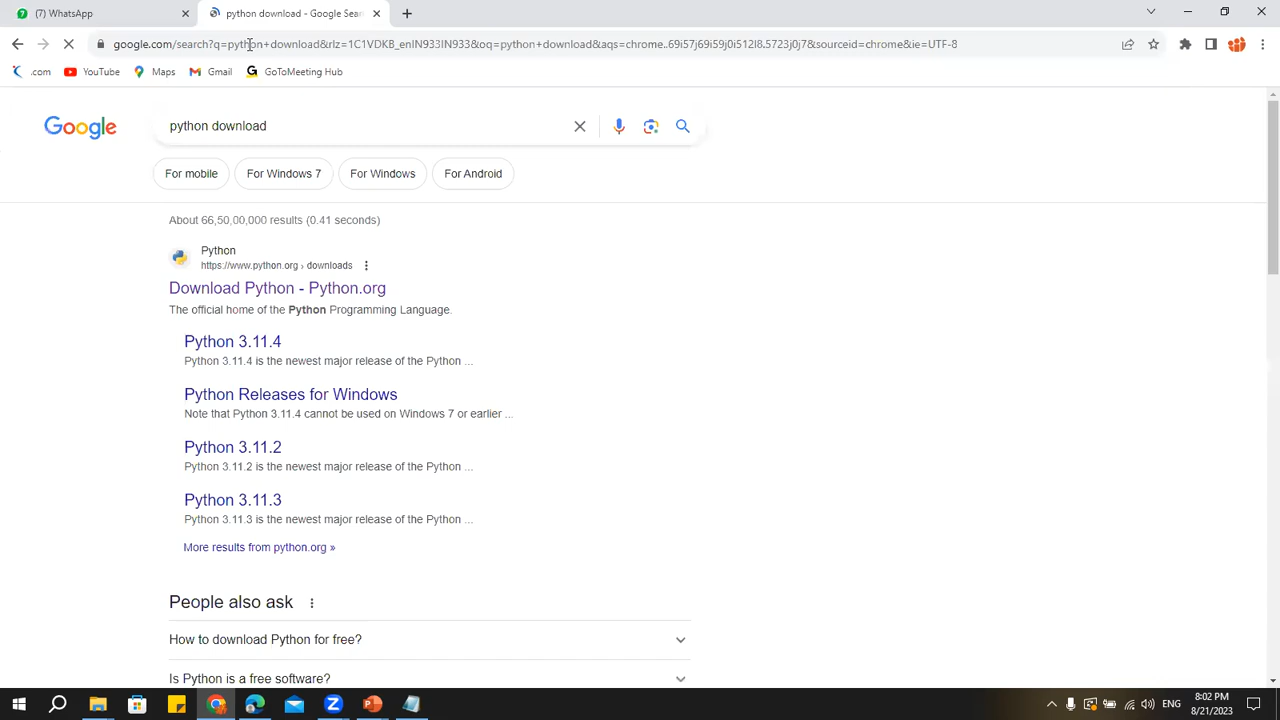 (7) WhatsApp
python download - Google Sear
google.com/search?q=python+download&rlz=1C1VDKB_enIN933IN933&oq=python+download&aqs=chrome..69i57j69i59j0i512l8.5723j0j7&sourceid=chrome&ie=UTF-8
.com
YouTube
Maps
Gmail
GoToMeeting Hub
Google
python download
For mobile
For Windows 7
For Windows
For Android
About 66,50,00,000 results (0.41 seconds)
Python
https://www.python.org › downloads
Download Python - Python.org
The official home of the Python Programming Language.
Python 3.11.4
Python 3.11.4 is the newest major release of the Python ...
Python Releases for Windows
Note that Python 3.11.4 cannot be used on Windows 7 or earlier ...
Python 3.11.2
Python 3.11.2 is the newest major release of the Python ...
Python 3.11.3
Python 3.11.3 is the newest major release of the Python ...
More results from python.org »
People also ask
How to download Python for free?
Is Python a free software?
ENG
8:02 PM
8/21/2023